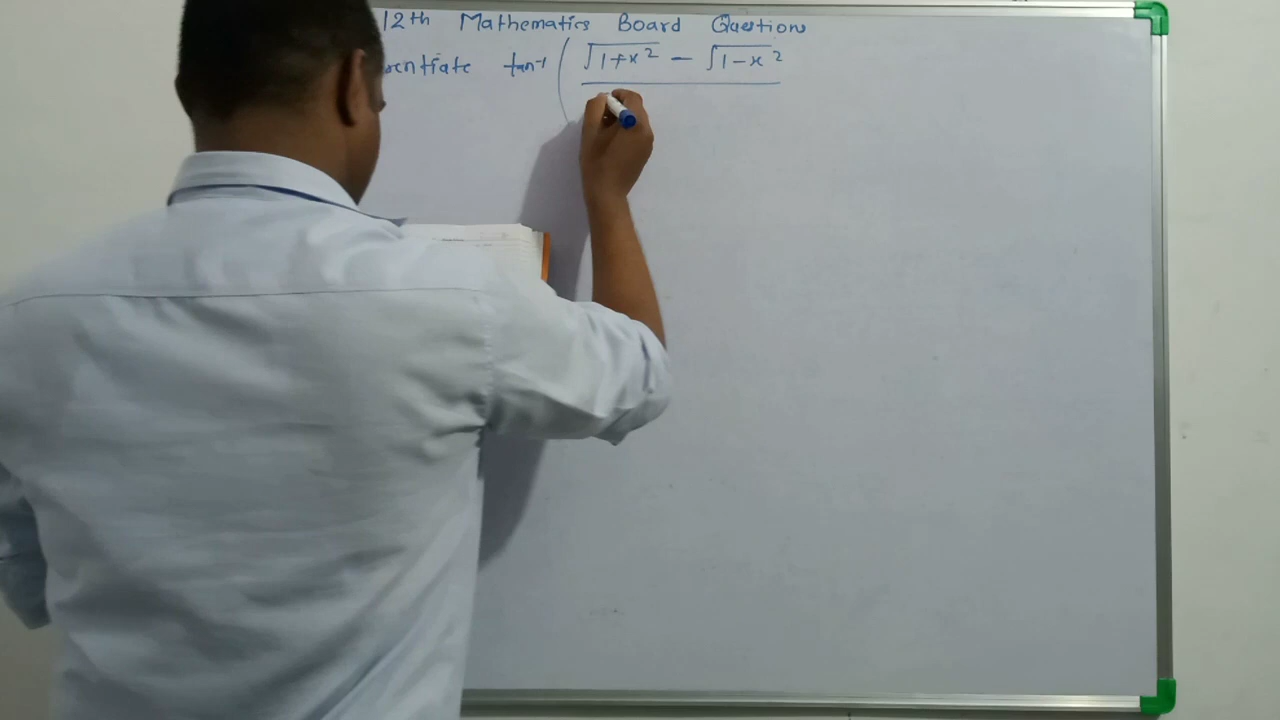 12th Mathematics Board Questions
rentiate tan⁻¹ ( √1+x² − √1−x²